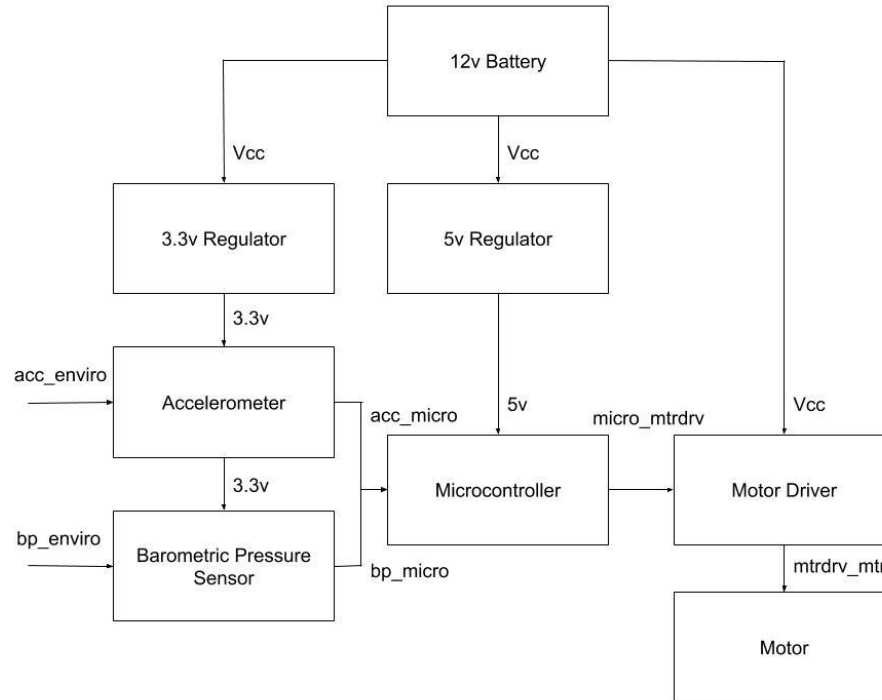 12v Battery
Vcc
Vcc
3.3v Regulator
5v Regulator
3.3v
acc_enviro
Accelerometer
acc_micro
5v
micro_mtrdrv
Vcc
3.3v
Microcontroller
Motor Driver
bp_enviro
Barometric Pressure
Sensor
bp_micro
mtrdrv_mtr
Motor